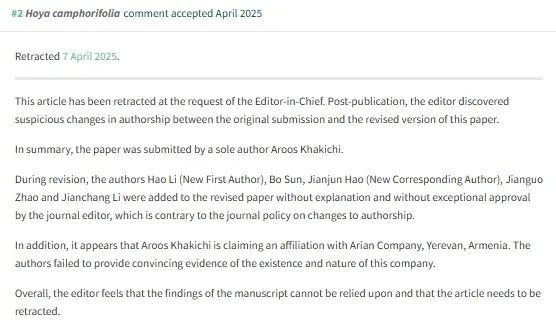 #2 Hoya camphorifolia comment accepted April 2025
Retracted 7 April 2025.
This article has been retracted at the request of the Editor-in-Chief. Post-publication, the editor discovered
suspicious changes in authorship between the original submission and the revised version of this paper.
In summary, the paper was submitted by a sole author Aroos Khakichi.
During revision, the authors Hao Li (New First Author), Bo Sun, Jianjun Hao (New Corresponding Author), Jianguo
Zhao and Jianchang Li were added to the revised paper without explanation and without exceptional approval
by the journal editor, which is contrary to the journal policy on changes to authorship.
In addition, it appears that Aroos Khakichi is claiming an affiliation with Arian Company, Yerevan, Armenia. The
authors failed to provide convincing evidence of the existence and nature of this company.
Overall, the editor feels that the findings of the manuscript cannot be relied upon and that the article needs to be
retracted.